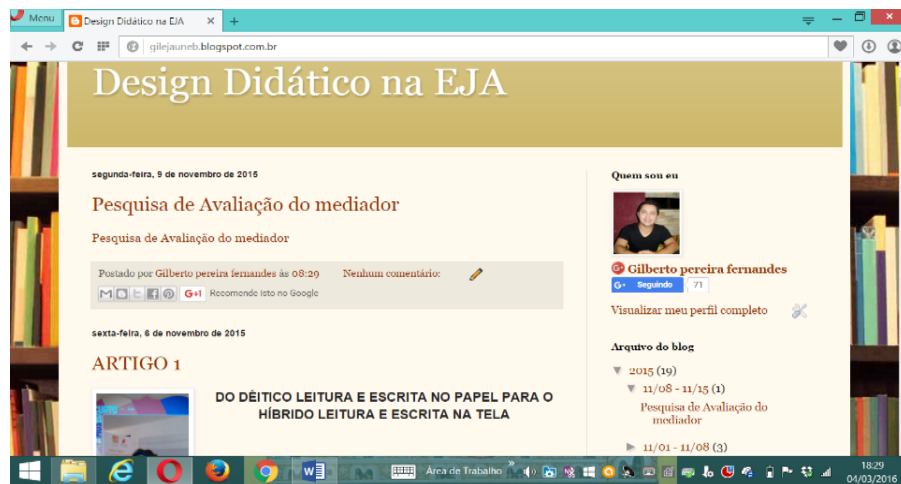 Menu
Design Didático na EJA
gilejauneb.blogspot.com.br
Design Didático na EJA
segunda-feira, 9 de novembro de 2015
Pesquisa de Avaliação do mediador
Pesquisa de Avaliação do mediador
Postado por Gilberto pereira fernandes às 08:29 Nenhum comentário:
G+1 Recomende isto no Google
sexta-feira, 6 de novembro de 2015
ARTIGO 1
DO DÊITICO LEITURA E ESCRITA NO PAPEL PARA O
HÍBRIDO LEITURA E ESCRITA NA TELA
Quem sou eu
Gilberto pereira fernandes
G+ Seguindo 71
Visualizar meu perfil completo
Arquivo do blog
▼ 2015 (19)
▼ 11/08 - 11/15 (1)
Pesquisa de Avaliação do
mediador
► 11/01 - 11/08 (3)
Área de Trabalho
18:29
04/03/2016